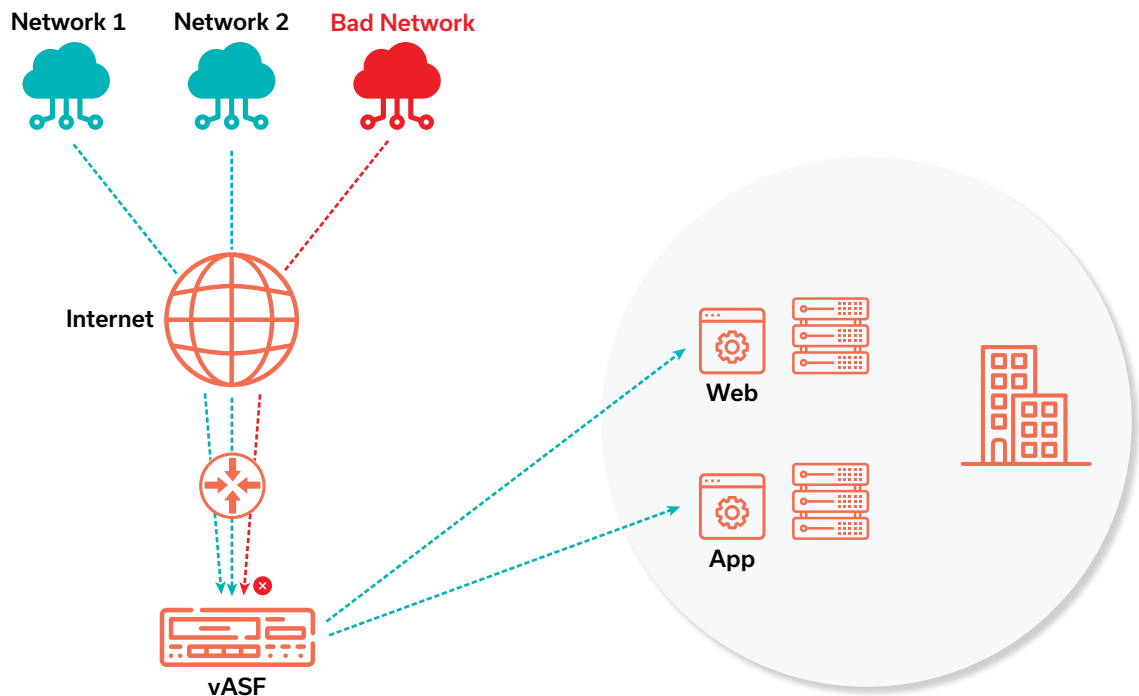 Network 1
Network 2
Bad Network
Internet
Web
App
vASF